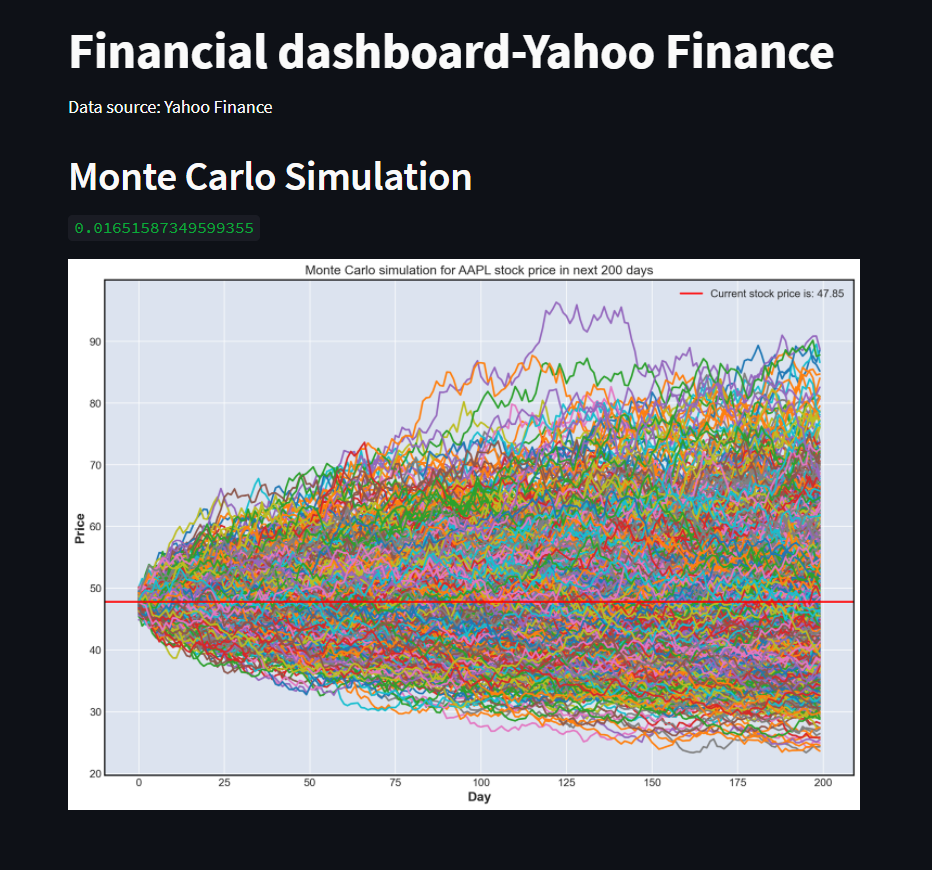 Financial dashboard-Yahoo Finance
Data source: Yahoo Finance
Monte Carlo Simulation
0.01651587349599355
Monte Carlo simulation for AAPL stock price in next 200 days
Current stock price is: 47.85
90
80
70
60
50
40
30
20
Price
0 25 50 75 100 125 150 175 200
Day